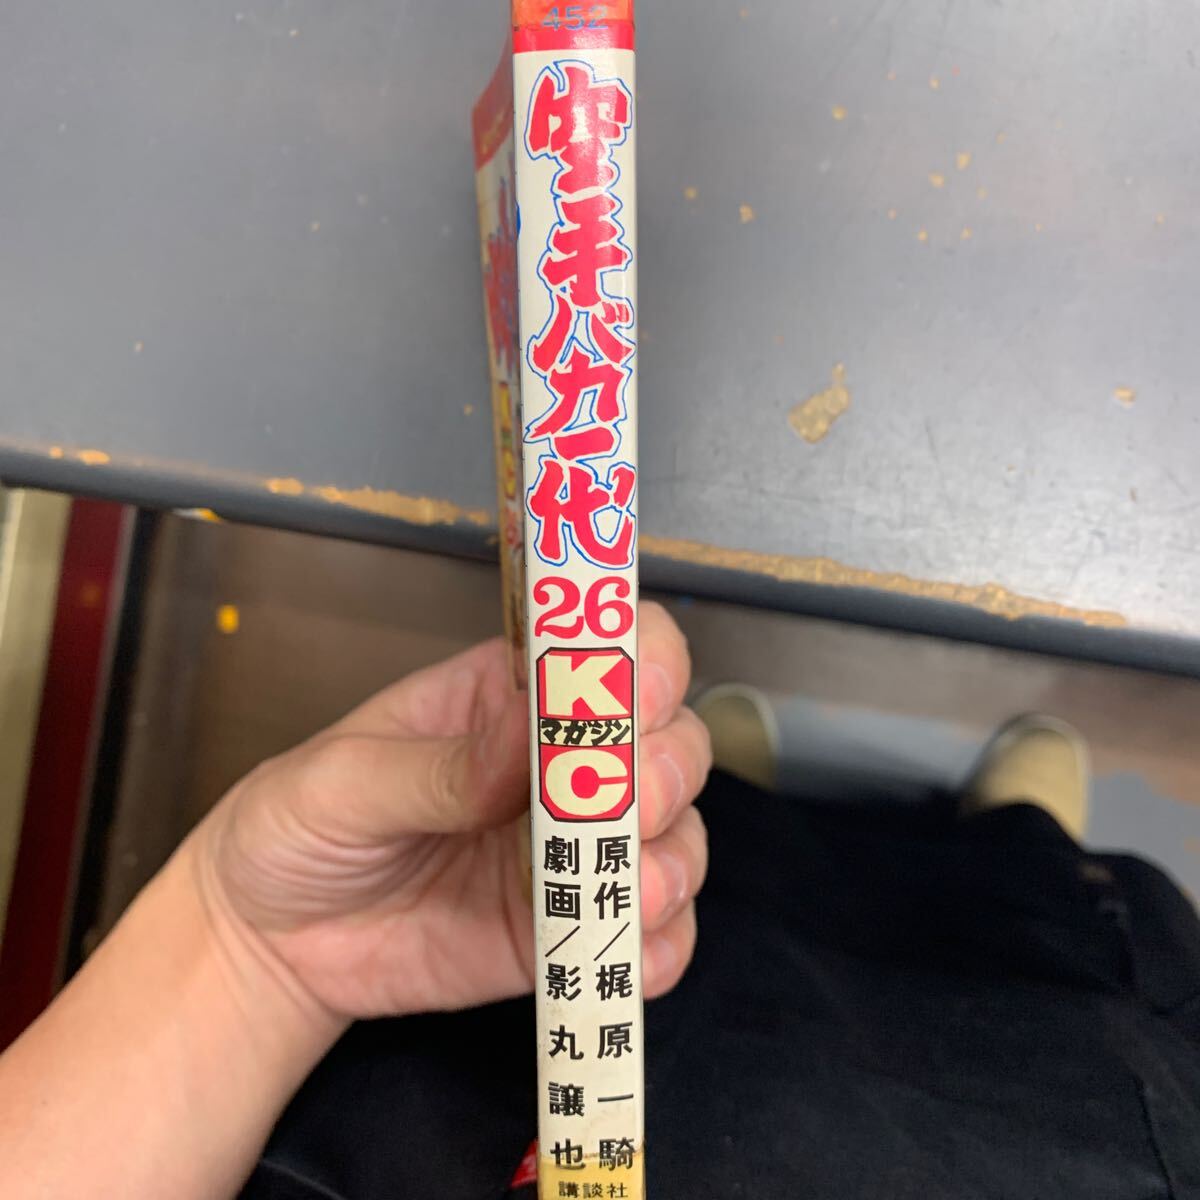 452
空手バカ一代
26
K
マガジン
C
原作／梶原一騎
劇画／影丸譲也
講談社